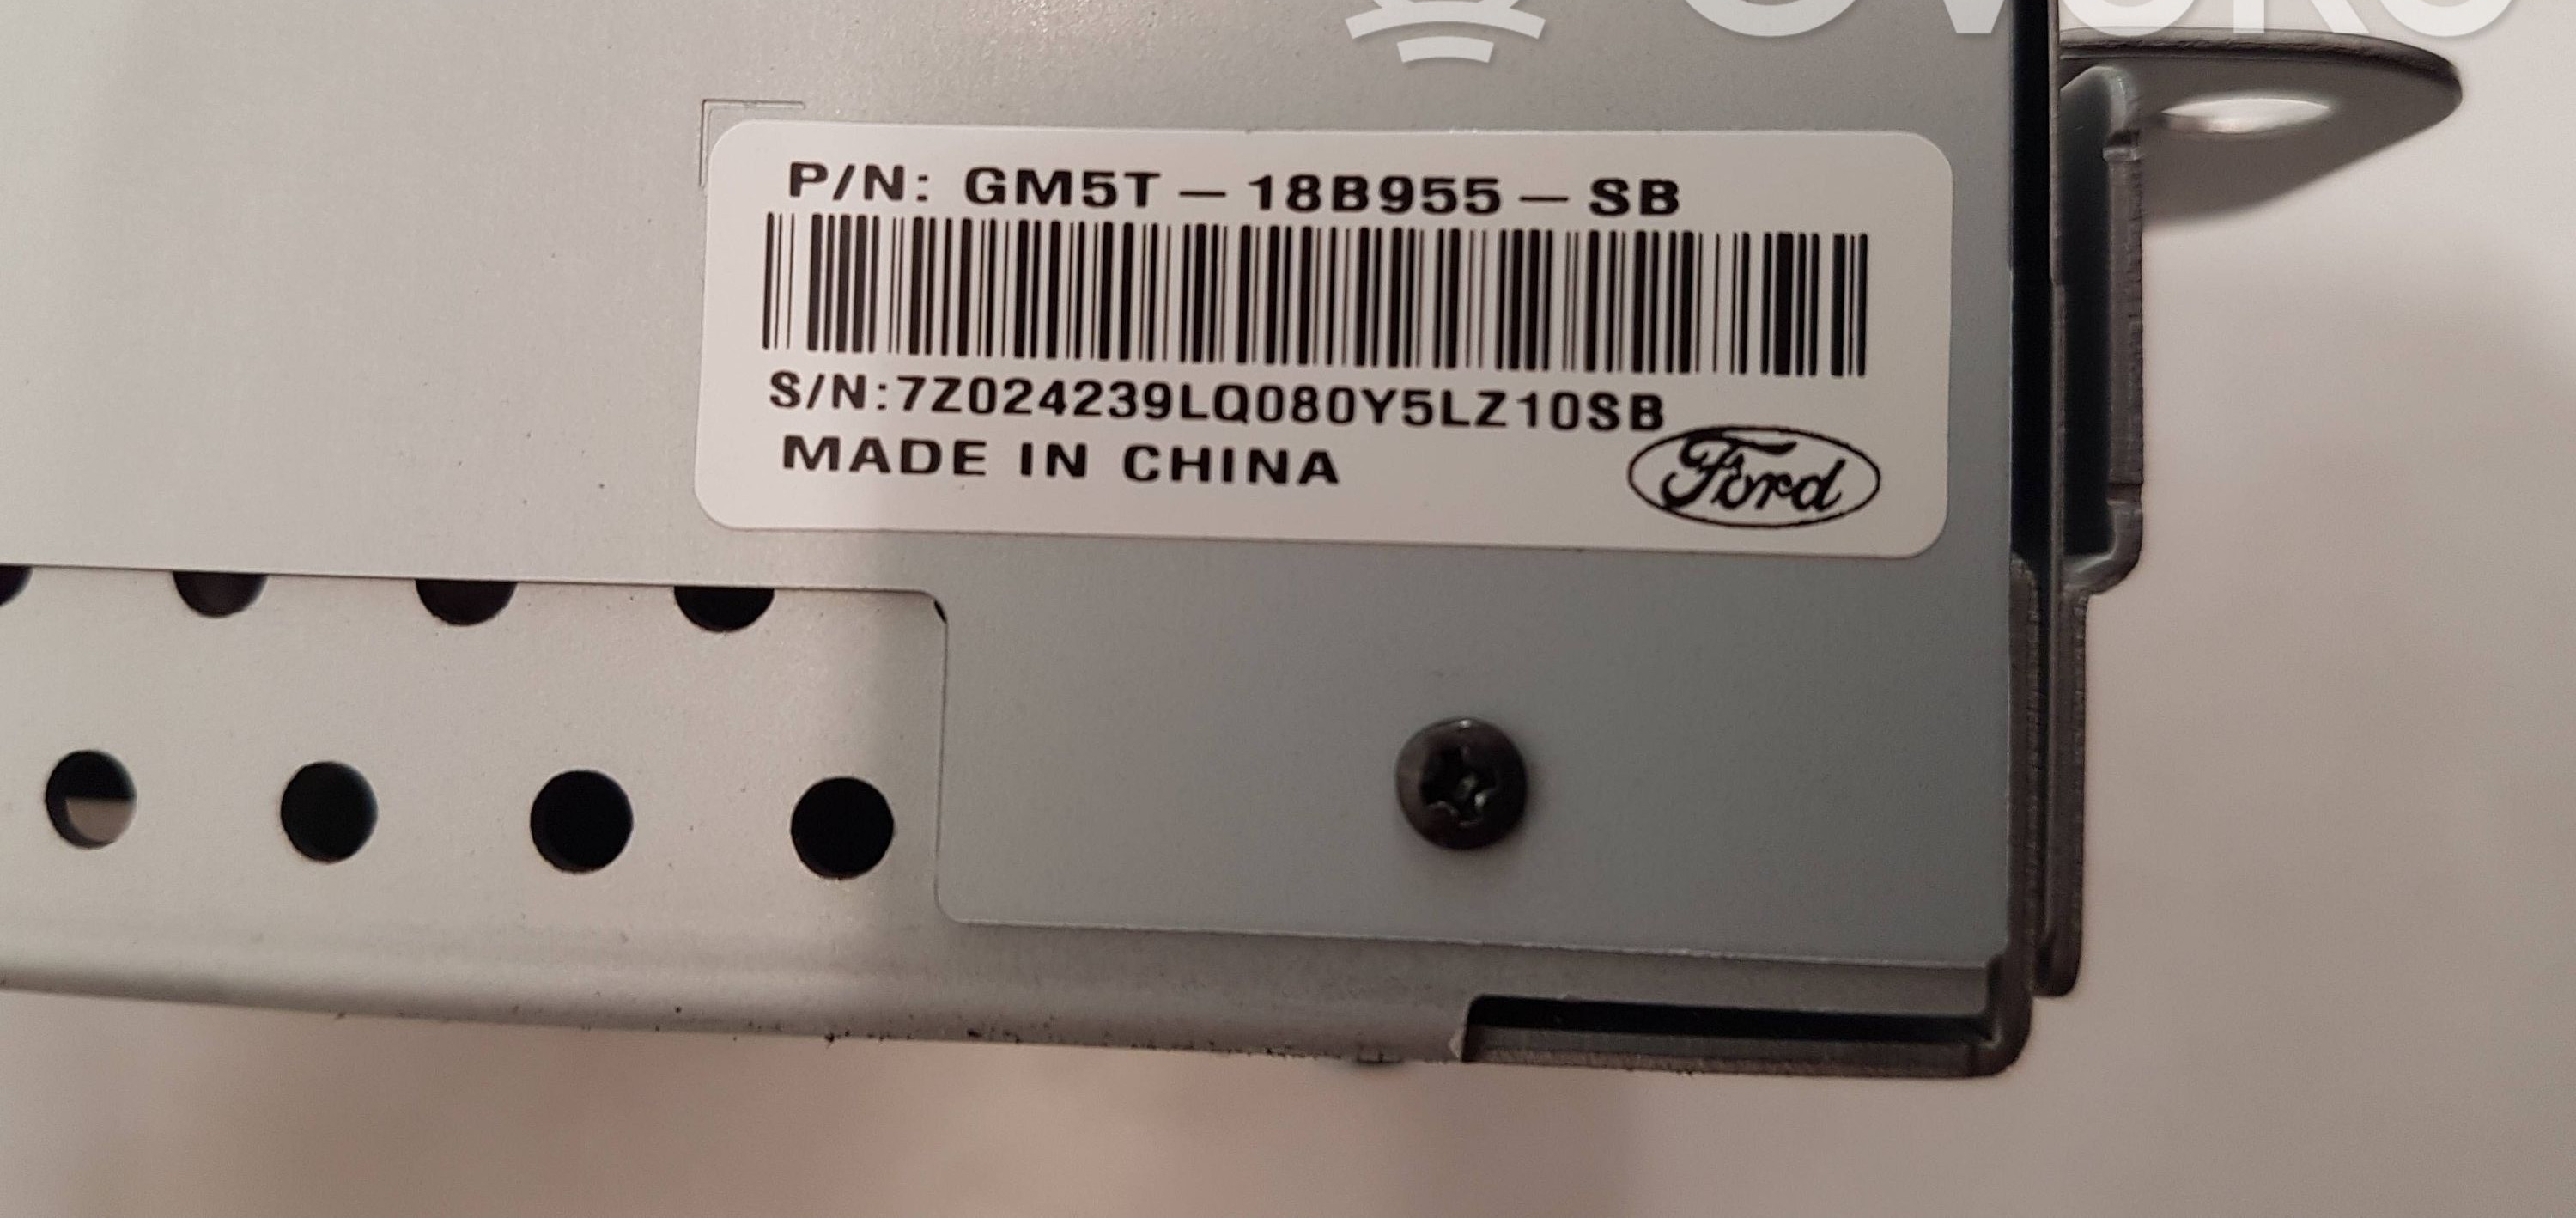 P/N: GM5T-18B955-SB
S/N:7Z024239LQ080Y5LZ10SB
MADE IN CHINA
Ford